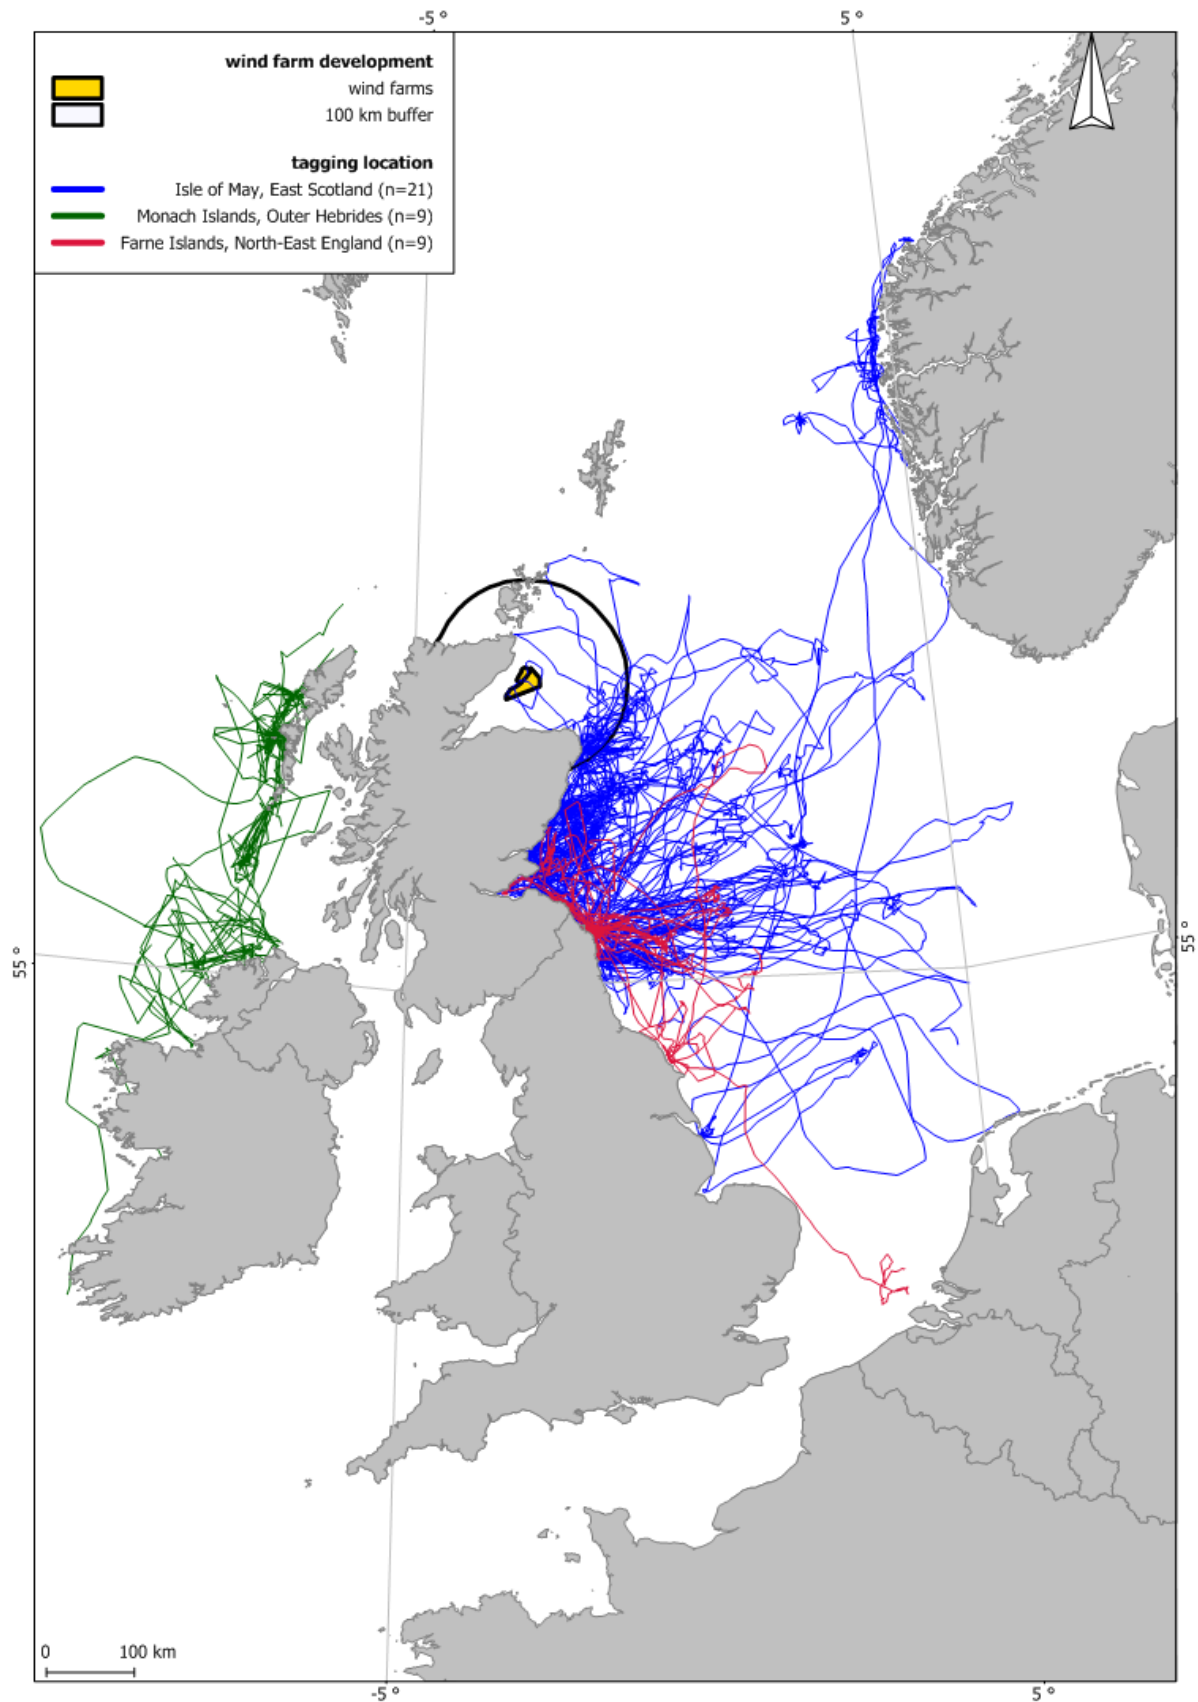 -5 °
5 °
wind farm development
wind farms
100 km buffer
tagging location
Isle of May, East Scotland (n=21)
Monach Islands, Outer Hebrides (n=9)
Farne Islands, North-East England (n=9)
55 °
55 °
0
100 km
-5 °
5 °